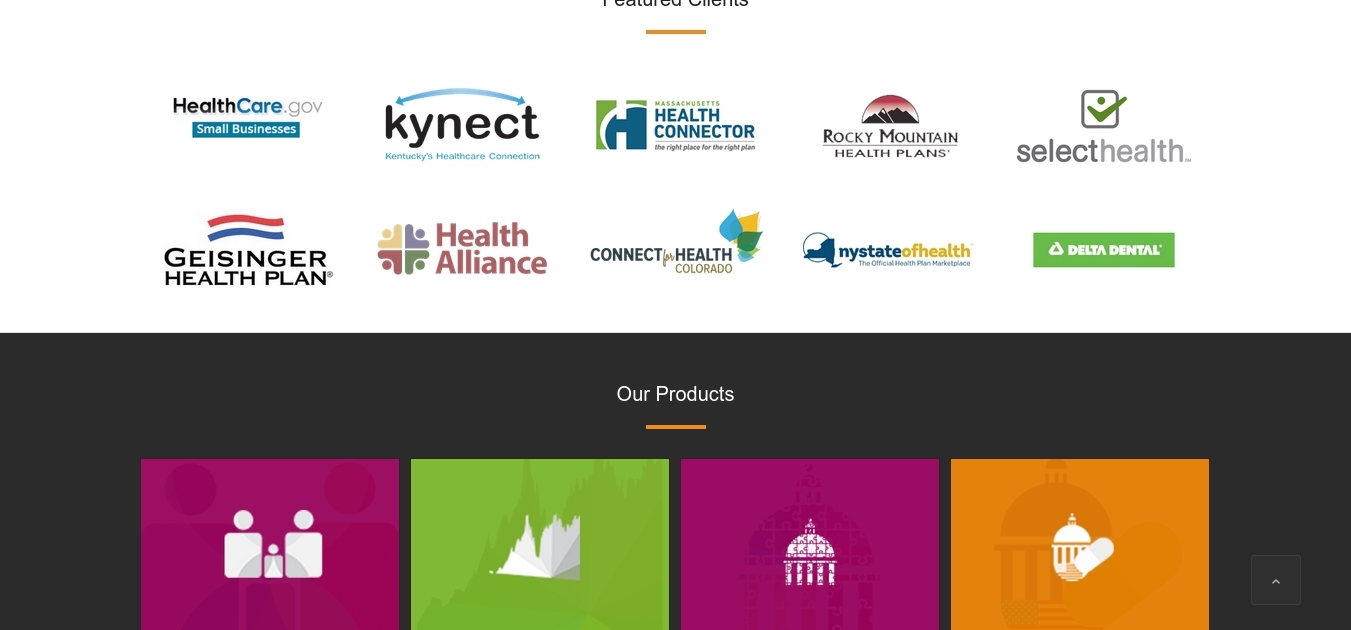 Featured Clients
HealthCare.gov
Small Businesses
kynect
Kentucky's Healthcare Connection
MASSACHUSETTS
HEALTH
CONNECTOR
the right place for the right plan
ROCKY MOUNTAIN
HEALTH PLANS
selecthealth
GEISINGER
HEALTH PLAN®
Health
Alliance
CONNECT for HEALTH
COLORADO
nystateofhealth
The Official Health Plan Marketplace
DELTA DENTAL
Our Products